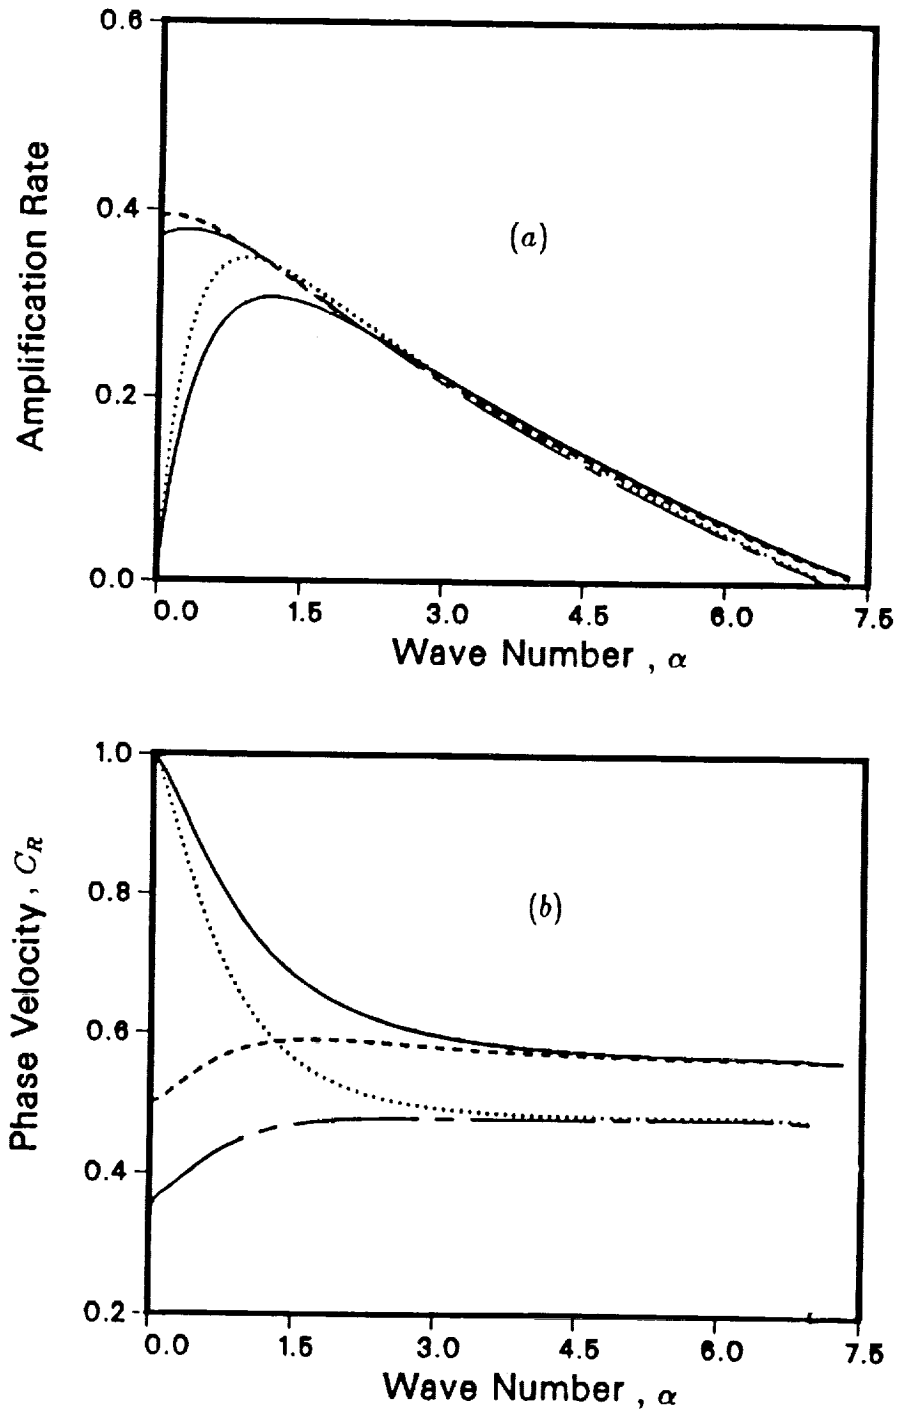 0.6
0.4
0.2
0.0
Amplification Rate
(a)
0.0 1.5 3.0 4.5 6.0 7.5
Wave Number , α
1.0
0.8
0.6
0.4
0.2
Phase Velocity , C_R
(b)
0.0 1.5 3.0 4.5 6.0 7.5
Wave Number , α